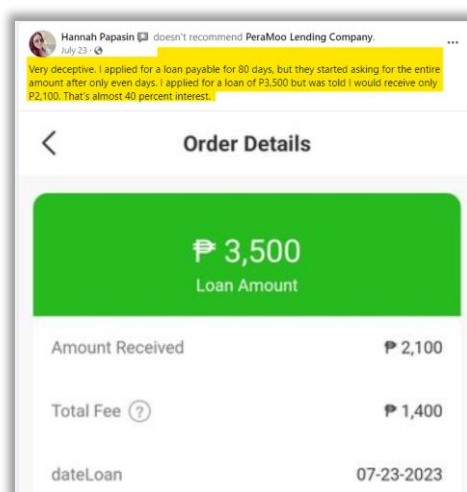 Hannah Papasin doesn't recommend PeraMoo Lending Company.
July 23
Very deceptive. I applied for a loan payable for 80 days, but they started asking for the entire
amount after only even days. I applied for a loan of P3,500 but was told I would receive only
P2,100. That's almost 40 percent interest.
Order Details
₱ 3,500
Loan Amount
Amount Received ₱ 2,100
Total Fee ? ₱ 1,400
dateLoan 07-23-2023